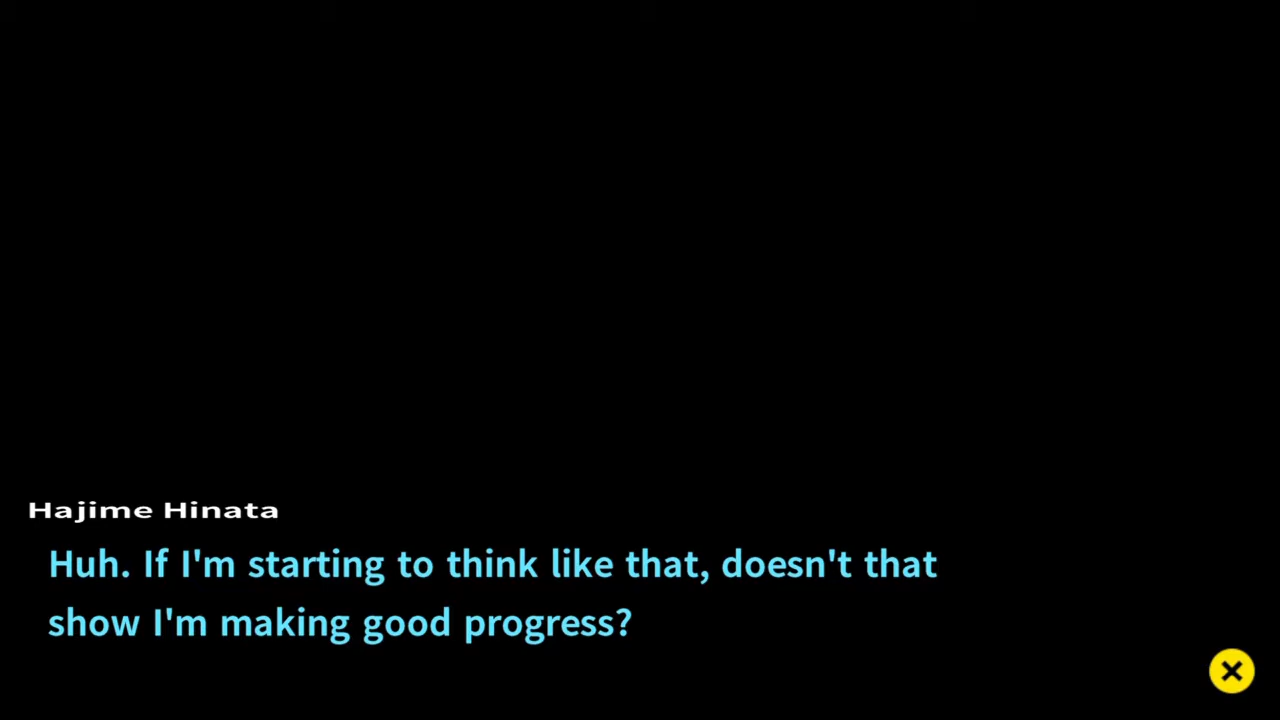 Hajime Hinata
Huh. If I'm starting to think like that, doesn't that
show I'm making good progress?